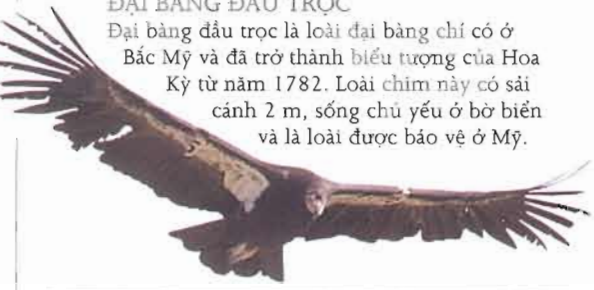 ĐẠI BÀNG ĐẦU TRỌC
Đại bàng đầu trọc là loài đại bàng chỉ có ở
Bắc Mỹ và đã trở thành biểu tượng của Hoa
Kỳ từ năm 1782. Loài chim này có sải
cánh 2 m, sống chủ yếu ở bờ biển
và là loài được bảo vệ ở Mỹ.